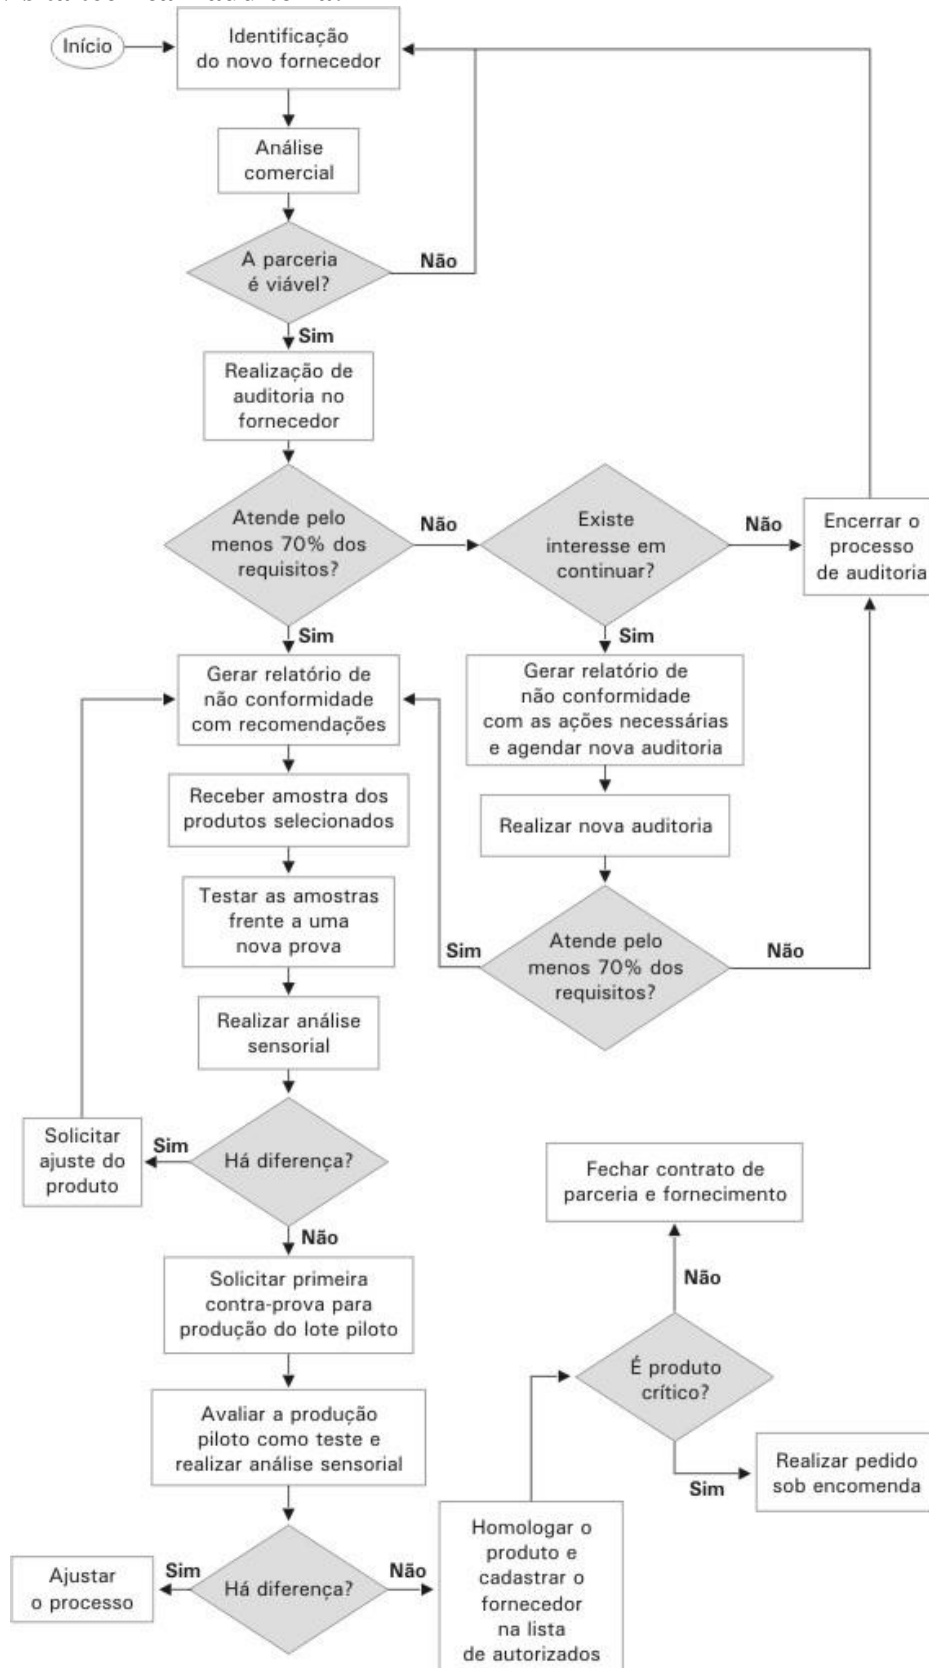 Início
Identificação
do novo fornecedor
Análise
comercial
A parceria
é viável?
Não
Sim
Realização de
auditoria no
fornecedor
Atende pelo
menos 70% dos
requisitos?
Não
Existe
interesse em
continuar?
Não
Encerrar o
processo
de auditoria
Sim
Sim
Gerar relatório de
não conformidade
com recomendações
Gerar relatório de
não conformidade
com as ações necessárias
e agendar nova auditoria
Receber amostra dos
produtos selecionados
Realizar nova auditoria
Testar as amostras
frente a uma
nova prova
Sim
Atende pelo
menos 70% dos
requisitos?
Não
Realizar análise
sensorial
Solicitar
ajuste do
produto
Sim
Há diferença?
Fechar contrato de
parceria e fornecimento
Não
Solicitar primeira
contra-prova para
produção do lote piloto
Não
É produto
crítico?
Avaliar a produção
piloto como teste e
realizar análise sensorial
Sim
Realizar pedido
sob encomenda
Ajustar
o processo
Sim
Há diferença?
Não
Homologar o
produto e
cadastrar o
fornecedor
na lista
de autorizados